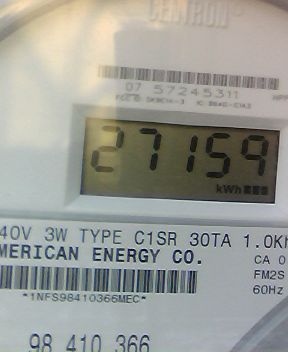 CENTRON
07 57245311
27159
kWh
40V 3W TYPE C1SR 30TA 1.0Kh
MERICAN ENERGY CO.
CA 0
FM2S
*1NFS98410366MEC*
60Hz
98 410 366